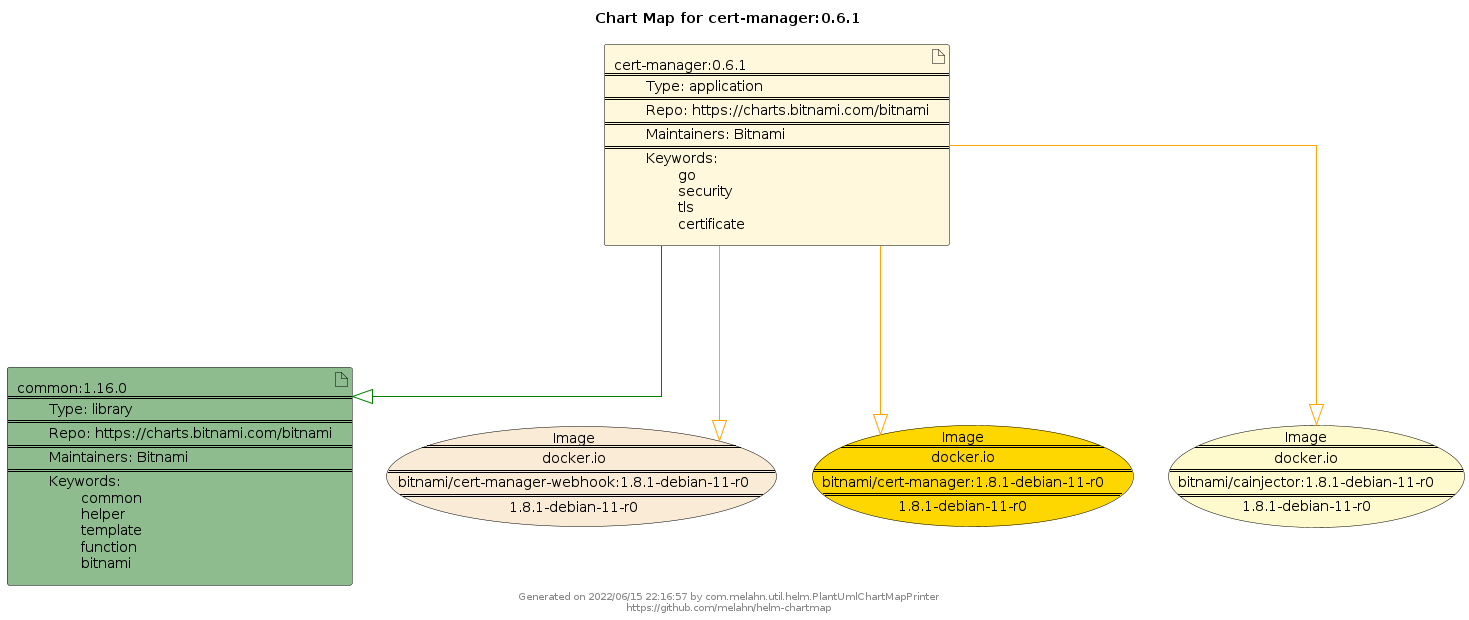 Chart Map for cert-manager:0.6.1
cert-manager:0.6.1
Type: application
Repo: https://charts.bitnami.com/bitnami
Maintainers: Bitnami
Keywords:
go
security
tls
certificate
common:1.16.0
Type: library
Repo: https://charts.bitnami.com/bitnami
Maintainers: Bitnami
Keywords:
common
helper
template
function
bitnami
Image
docker.io
bitnami/cert-manager-webhook:1.8.1-debian-11-r0
1.8.1-debian-11-r0
Image
docker.io
bitnami/cert-manager:1.8.1-debian-11-r0
1.8.1-debian-11-r0
Image
docker.io
bitnami/cainjector:1.8.1-debian-11-r0
1.8.1-debian-11-r0
Generated on 2022/06/15 22:16:57 by com.melahn.util.helm.PlantUmlChartMapPrinter
https://github.com/melahn/helm-chartmap